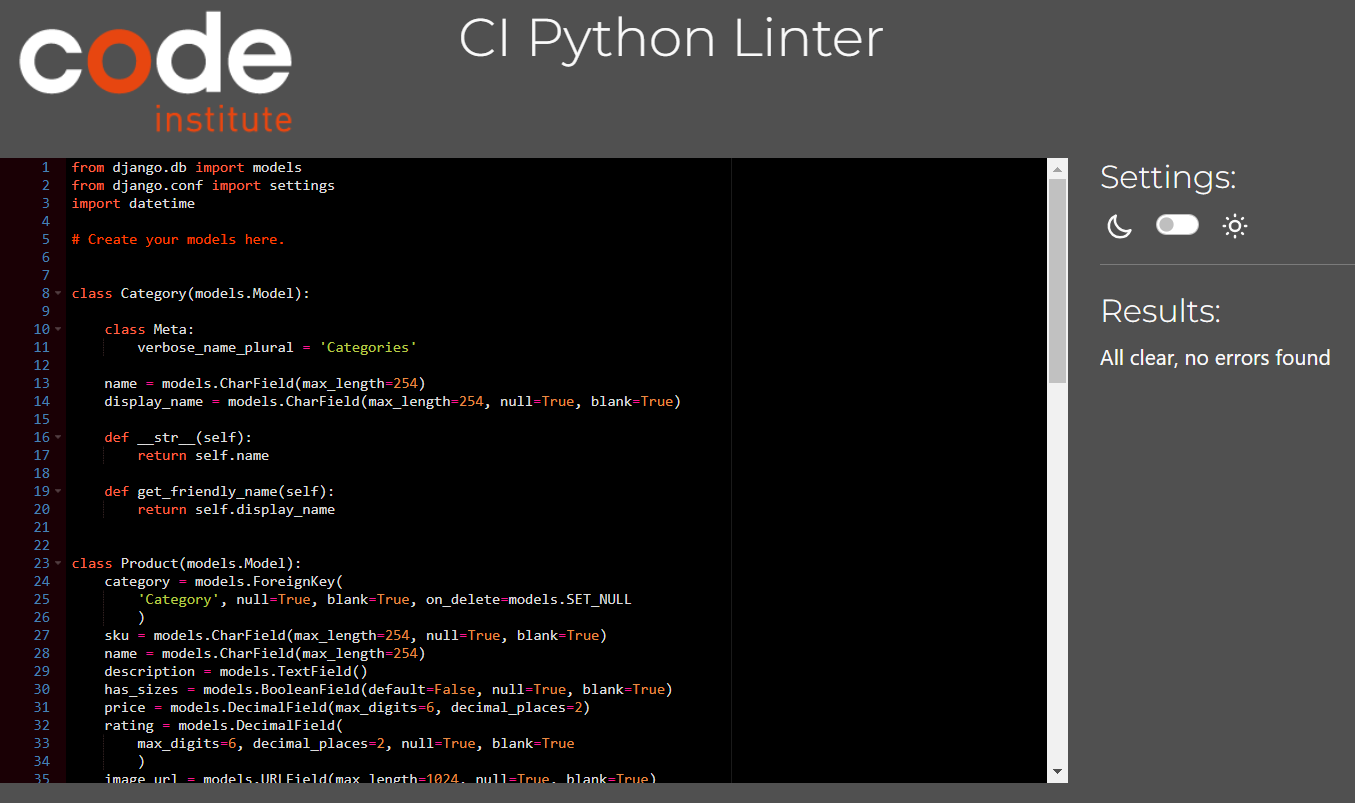 code
institute
CI Python Linter
1 from django.db import models
2 from django.conf import settings
3 import datetime
4
5 # Create your models here.
6
7
8 class Category(models.Model):
9
10     class Meta:
11         verbose_name_plural = 'Categories'
12
13     name = models.CharField(max_length=254)
14     display_name = models.CharField(max_length=254, null=True, blank=True)
15
16     def __str__(self):
17         return self.name
18
19     def get_friendly_name(self):
20         return self.display_name
21
22
23 class Product(models.Model):
24     category = models.ForeignKey(
25         'Category', null=True, blank=True, on_delete=models.SET_NULL
26         )
27     sku = models.CharField(max_length=254, null=True, blank=True)
28     name = models.CharField(max_length=254)
29     description = models.TextField()
30     has_sizes = models.BooleanField(default=False, null=True, blank=True)
31     price = models.DecimalField(max_digits=6, decimal_places=2)
32     rating = models.DecimalField(
33         max_digits=6, decimal_places=2, null=True, blank=True
34         )
35     image_url = models.URLField(max_length=1024, null=True, blank=True)
Settings:
Results:
All clear, no errors found